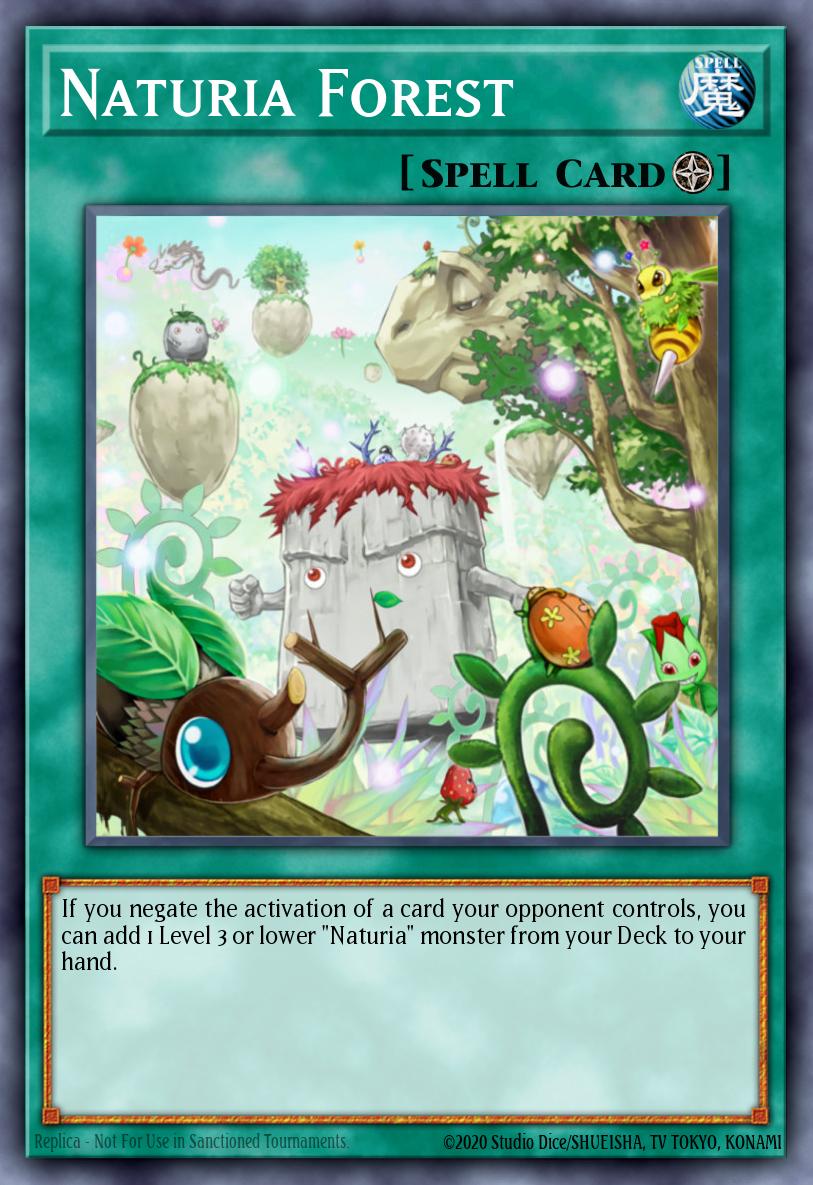 Naturia Forest
SPELL
魔
[Spell Card]
If you negate the activation of a card your opponent controls, you
can add 1 Level 3 or lower "Naturia" monster from your Deck to your
hand.
Replica - Not For Use in Sanctioned Tournaments.
©2020 Studio Dice/SHUEISHA, TV TOKYO, KONAMI